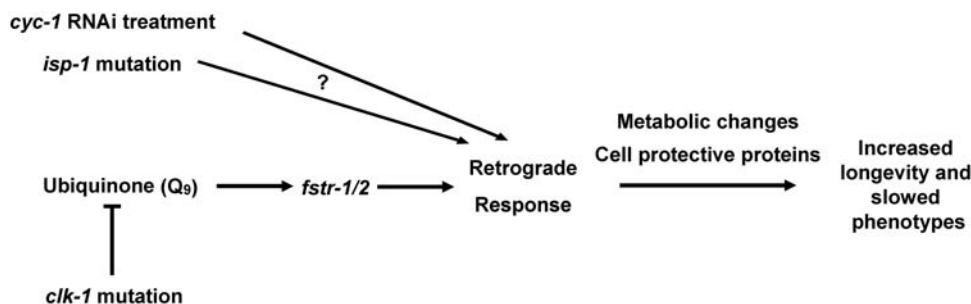 cyc-1 RNAi treatment
isp-1 mutation
?
Metabolic changes
Cell protective proteins
Retrograde
Response
Increased
longevity and
slowed
phenotypes
Ubiquinone (Q₉)
fstr-1/2
clk-1 mutation